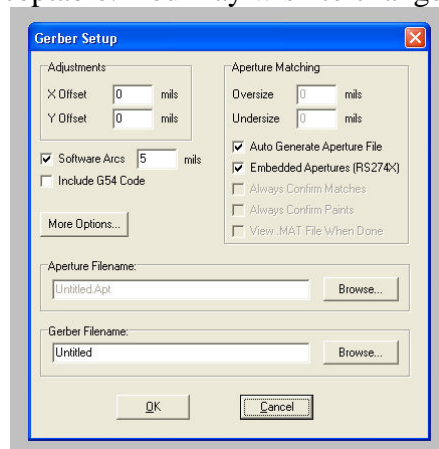 Gerber Setup
Adjustments
X Offset 0 mils
Y Offset 0 mils
Software Arcs 5 mils
Include G54 Code
More Options...
Aperture Matching
Oversize 0 mils
Undersize 0 mils
Auto Generate Aperture File
Embedded Apertures (RS274X)
Always Confirm Matches
Always Confirm Paints
View .MAT File When Done
Aperture Filename:
Untitled.Apt Browse...
Gerber Filename:
Untitled Browse...
OK Cancel